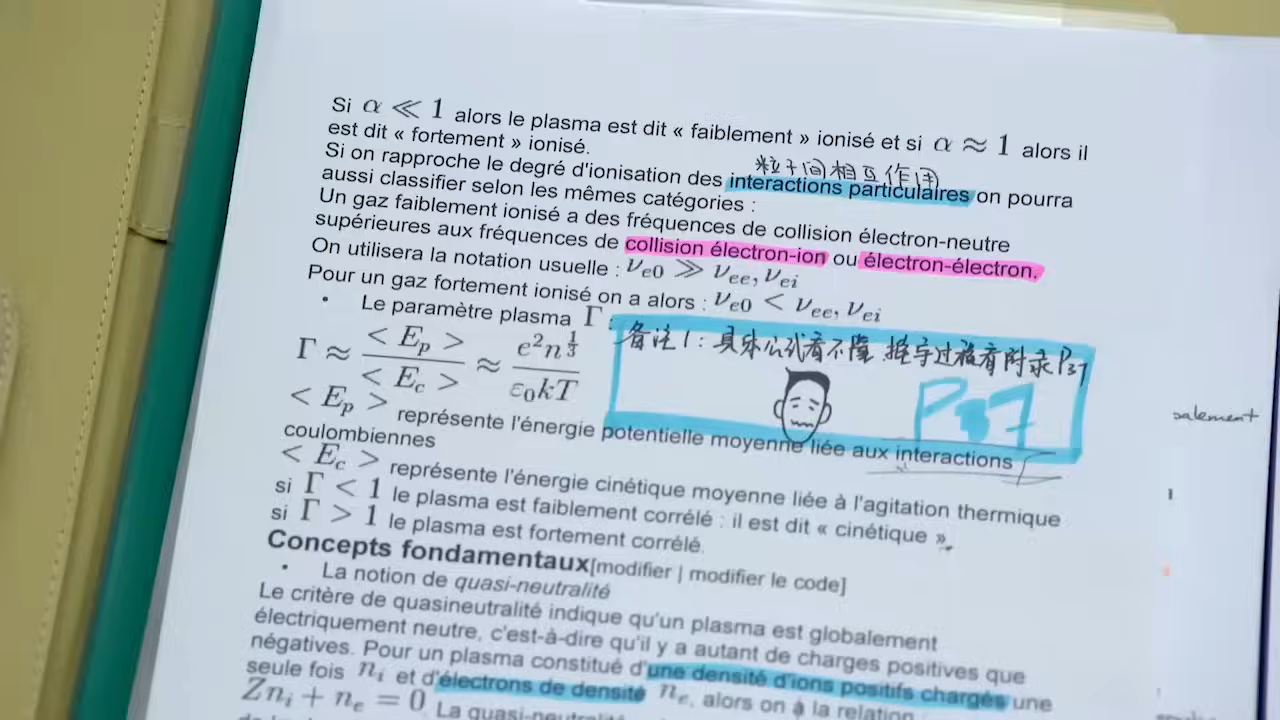 Si α ≪ 1 alors le plasma est dit « faiblement » ionisé et si α ≈ 1 alors il
est dit « fortement » ionisé.
粒子间相互作用
Si on rapproche le degré d'ionisation des interactions particulaires on pourra
aussi classifier selon les mêmes catégories :
Un gaz faiblement ionisé a des fréquences de collision électron-neutre
supérieures aux fréquences de collision électron-ion ou électron-électron.
On utilisera la notation usuelle : νe0 ≫ νee, νei
Pour un gaz fortement ionisé on a alors : νe0 < νee, νei
• Le paramètre plasma Γ :
备注1：具体公式看不懂 推导过程看附录P37
Γ ≈ < Ep > / < Ec > ≈ e²n^(1/3) / ε0kT
P37
< Ep > représente l'énergie potentielle moyenne liée aux interactions
coulombiennes
salement
< Ec > représente l'énergie cinétique moyenne liée à l'agitation thermique
si Γ < 1 le plasma est faiblement corrélé : il est dit « cinétique ».
si Γ > 1 le plasma est fortement corrélé.
Concepts fondamentaux[modifier | modifier le code]
• La notion de quasi-neutralité
Le critère de quasineutralité indique qu'un plasma est globalement
électriquement neutre, c'est-à-dire qu'il y a autant de charges positives que
négatives. Pour un plasma constitué d'une densité d'ions positifs chargés une
seule fois ni et d'électrons de densité ne, alors on a la relation
Zni + ne = 0 La quasi-neutralité